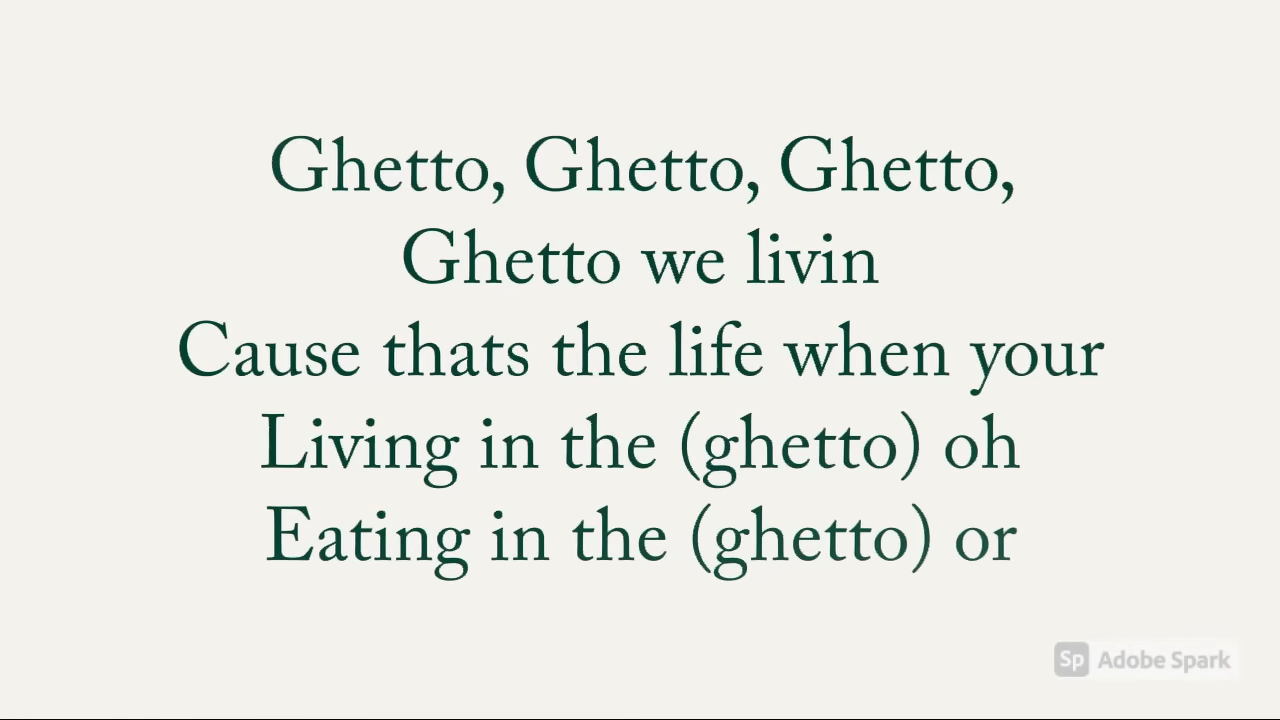 Ghetto, Ghetto, Ghetto,
Ghetto we livin
Cause thats the life when your
Living in the (ghetto) oh
Eating in the (ghetto) or
Sp Adobe Spark